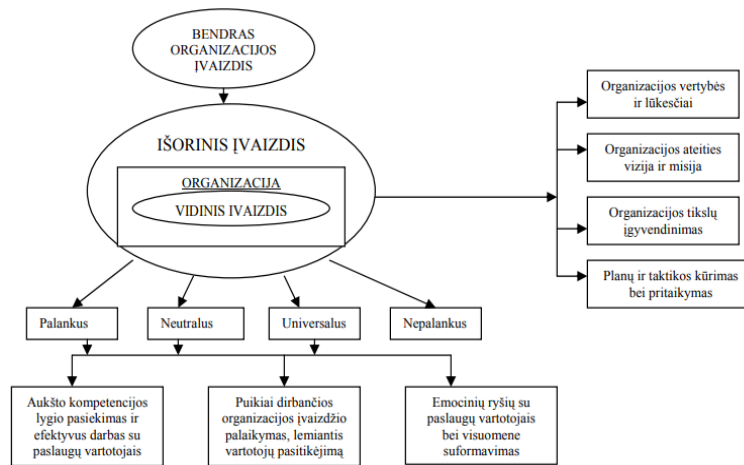 BENDRAS
ORGANIZACIJOS
ĮVAIZDIS
IŠORINIS ĮVAIZDIS
ORGANIZACIJA
VIDINIS IVAIZDIS
Organizacijos vertybės
ir lūkesčiai
Organizacijos ateities
vizija ir misija
Organizacijos tikslų
įgyvendinimas
Planų ir taktikos kūrimas
bei pritaikymas
Palankus
Neutralus
Universalus
Nepalankus
Aukšto kompetencijos
lygio pasiekimas ir
efektyvus darbas su
paslaugų vartotojais
Puikiai dirbančios
organizacijos įvaizdžio
palaikymas, lemiantis
vartotojų pasitikėjimą
Emocinių ryšių su
paslaugų vartotojais
bei visuomene
suformavimas